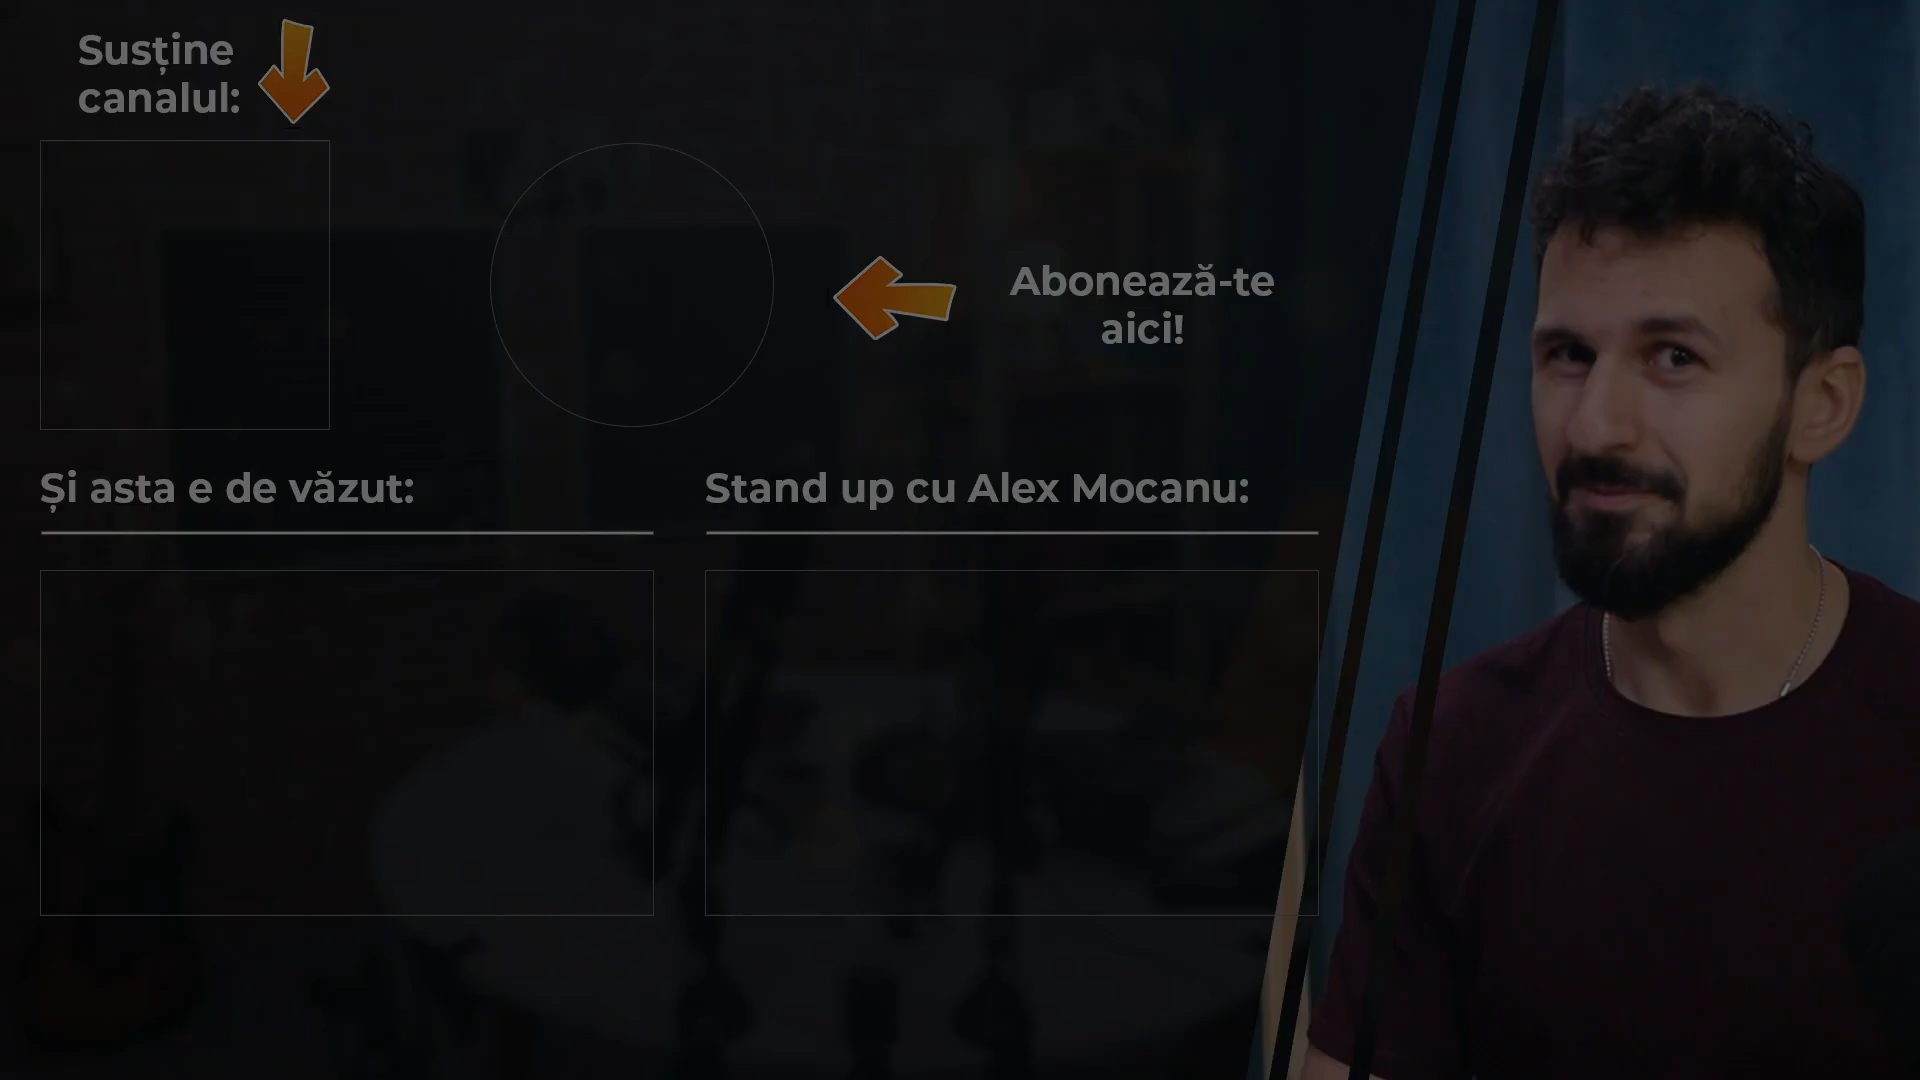 Susține
canalul:
Abonează-te
aici!
Și asta e de văzut:
Stand up cu Alex Mocanu: